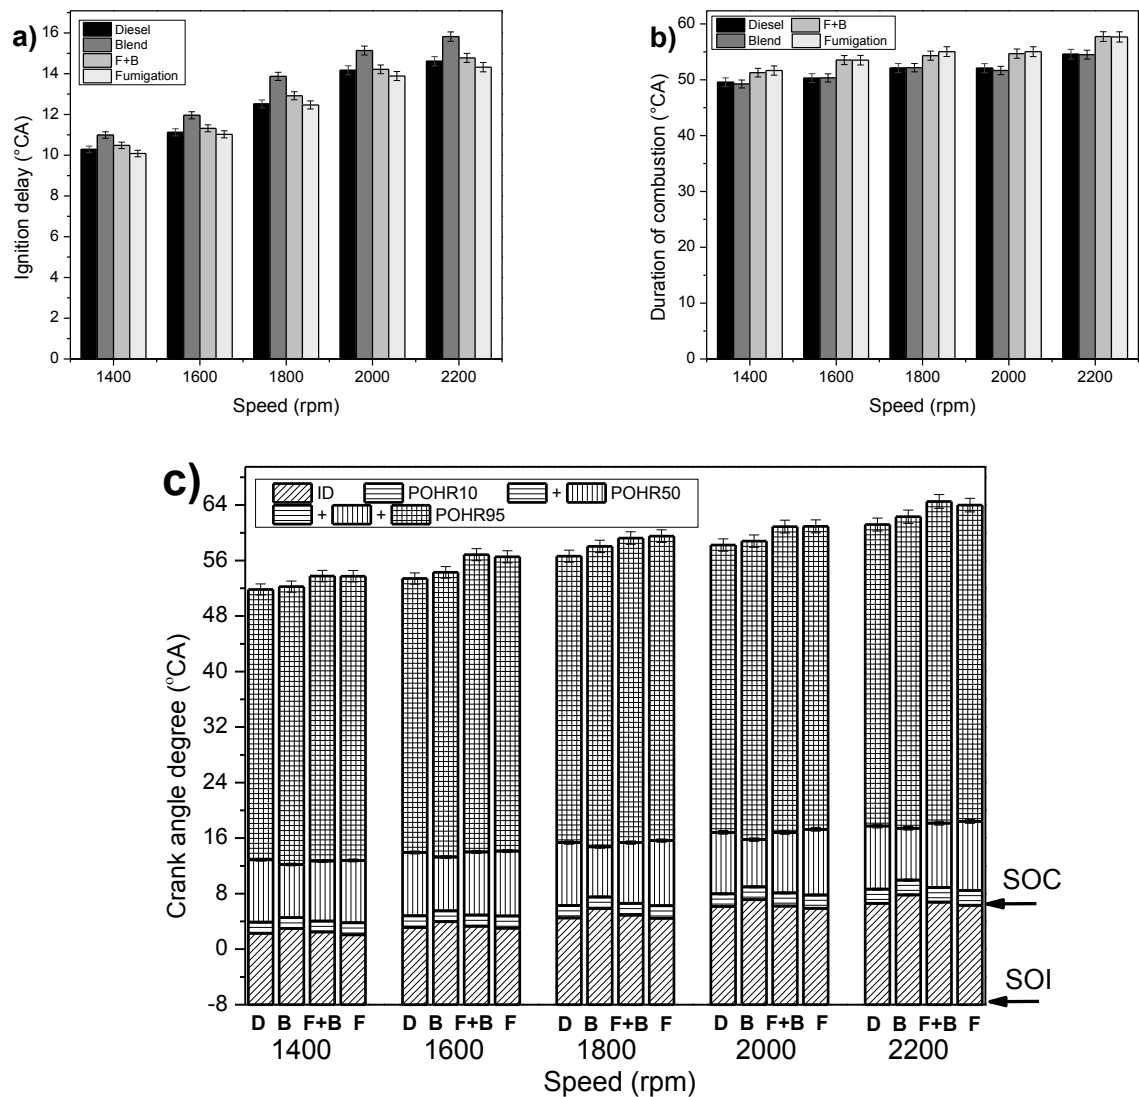 a)
Diesel
Blend
F+B
Fumigation
Ignition delay (°CA)
16
14
12
10
8
6
4
2
0
1400 1600 1800 2000 2200
Speed (rpm)
b)
Diesel F+B
Blend Fumigation
Duration of combustion (°CA)
60
50
40
30
20
10
0
1400 1600 1800 2000 2200
Speed (rpm)
c)
ID POHR10 + POHR50
+ + POHR95
Crank angle degree (°CA)
64
56
48
40
32
24
16
8
0
-8
SOC
SOI
D B F+B F D B F+B F D B F+B F D B F+B F D B F+B F
1400 1600 1800 2000 2200
Speed (rpm)